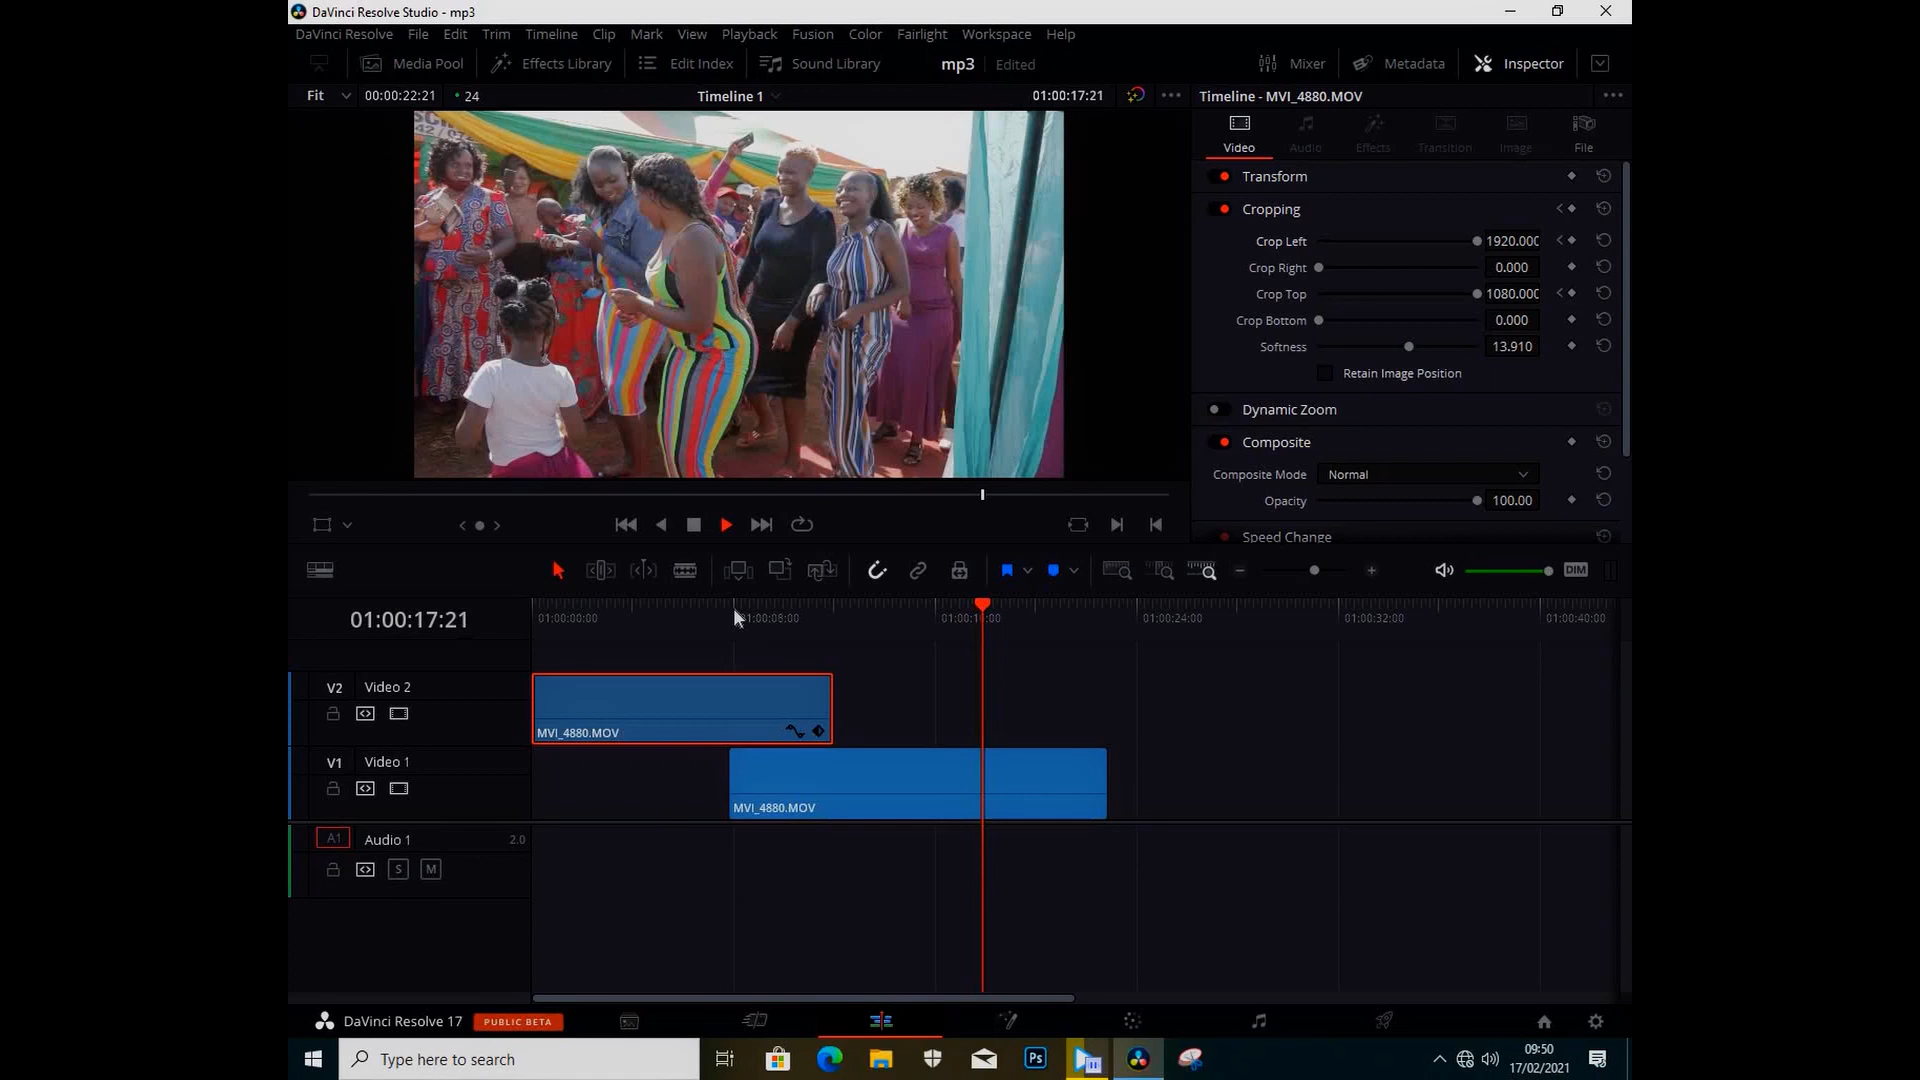 DaVinci Resolve Studio - mp3
DaVinci Resolve File Edit Trim Timeline Clip Mark View Playback Fusion Color Fairlight Workspace Help
Media Pool Effects Library Edit Index Sound Library mp3 Edited Mixer Metadata Inspector
Fit 00:00:22:21 24 Timeline 1 01:00:17:21 Timeline - MVI_4880.MOV
Video Audio Effects Transition Image File
Transform
Cropping
Crop Left 1920.000
Crop Right 0.000
Crop Top 1080.000
Crop Bottom 0.000
Softness 13.910
Retain Image Position
Dynamic Zoom
Composite
Composite Mode Normal
Opacity 100.00
Speed Change
DIM
01:00:17:21
01:00:00:00 01:00:24:00 01:00:32:00 01:00:40:00
V2 Video 2
MVI_4880.MOV
V1 Video 1
MVI_4880.MOV
A1 Audio 1 2.0
S M
DaVinci Resolve 17 PUBLIC BETA
Type here to search
Ps
09:50
17/02/2021